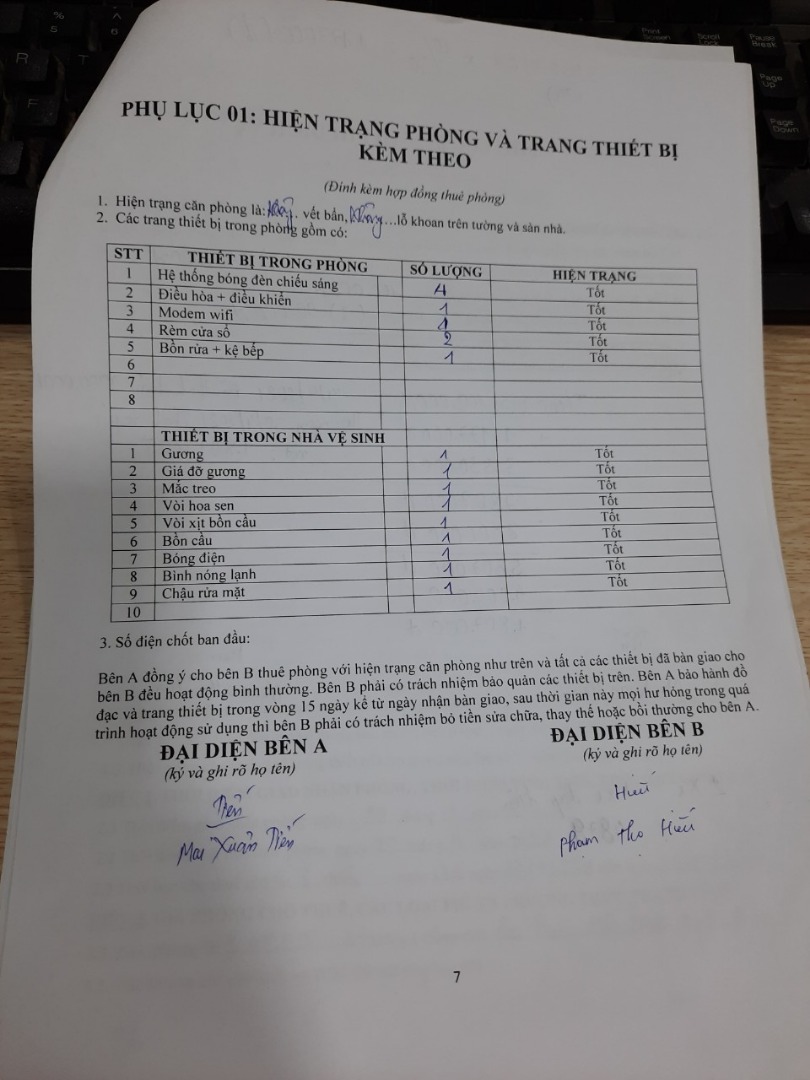 PHỤ LỤC 01: HIỆN TRẠNG PHÒNG VÀ TRANG THIẾT BỊ
KÈM THEO
(Đính kèm hợp đồng thuê phòng)
1. Hiện trạng căn phòng là: không. vết bẩn, không...lỗ khoan trên tường và sàn nhà.
2. Các trang thiết bị trong phòng gồm có:
STT THIẾT BỊ TRONG PHÒNG SỐ LƯỢNG HIỆN TRẠNG
1 Hệ thống bóng đèn chiếu sáng 4 Tốt
2 Điều hòa + điều khiển 1 Tốt
3 Modem wifi 1 Tốt
4 Rèm cửa sổ 2 Tốt
5 Bồn rửa + kệ bếp 1 Tốt
6
7
8
THIẾT BỊ TRONG NHÀ VỆ SINH
1 Gương 1 Tốt
2 Giá đỡ gương 1 Tốt
3 Mắc treo 1 Tốt
4 Vòi hoa sen 1 Tốt
5 Vòi xịt bồn cầu 1 Tốt
6 Bồn cầu 1 Tốt
7 Bóng điện 1 Tốt
8 Bình nóng lạnh 1 Tốt
9 Chậu rửa mặt 1 Tốt
10
3. Số điện chốt ban đầu:
Bên A đồng ý cho bên B thuê phòng với hiện trạng căn phòng như trên và tất cả các thiết bị đã bàn giao cho
bên B đều hoạt động bình thường. Bên B phải có trách nhiệm bảo quản các thiết bị trên. Bên A bảo hành đồ
đạc và trang thiết bị trong vòng 15 ngày kể từ ngày nhận bàn giao, sau thời gian này mọi hư hỏng trong quá
trình hoạt động sử dụng thì bên B phải có trách nhiệm bỏ tiền sửa chữa, thay thế hoặc bồi thường cho bên A.
ĐẠI DIỆN BÊN A ĐẠI DIỆN BÊN B
(ký và ghi rõ họ tên) (ký và ghi rõ họ tên)
Tiến Hiếu
Mai Xuân Tiến Phạm Thọ Hiếu
7